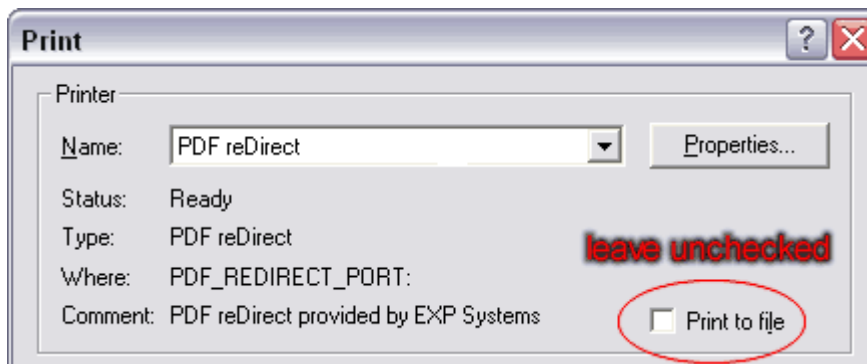 Print
Printer
Name: PDF reDirect Properties...
Status: Ready
Type: PDF reDirect
leave unchecked
Where: PDF_REDIRECT_PORT:
Comment: PDF reDirect provided by EXP Systems Print to file